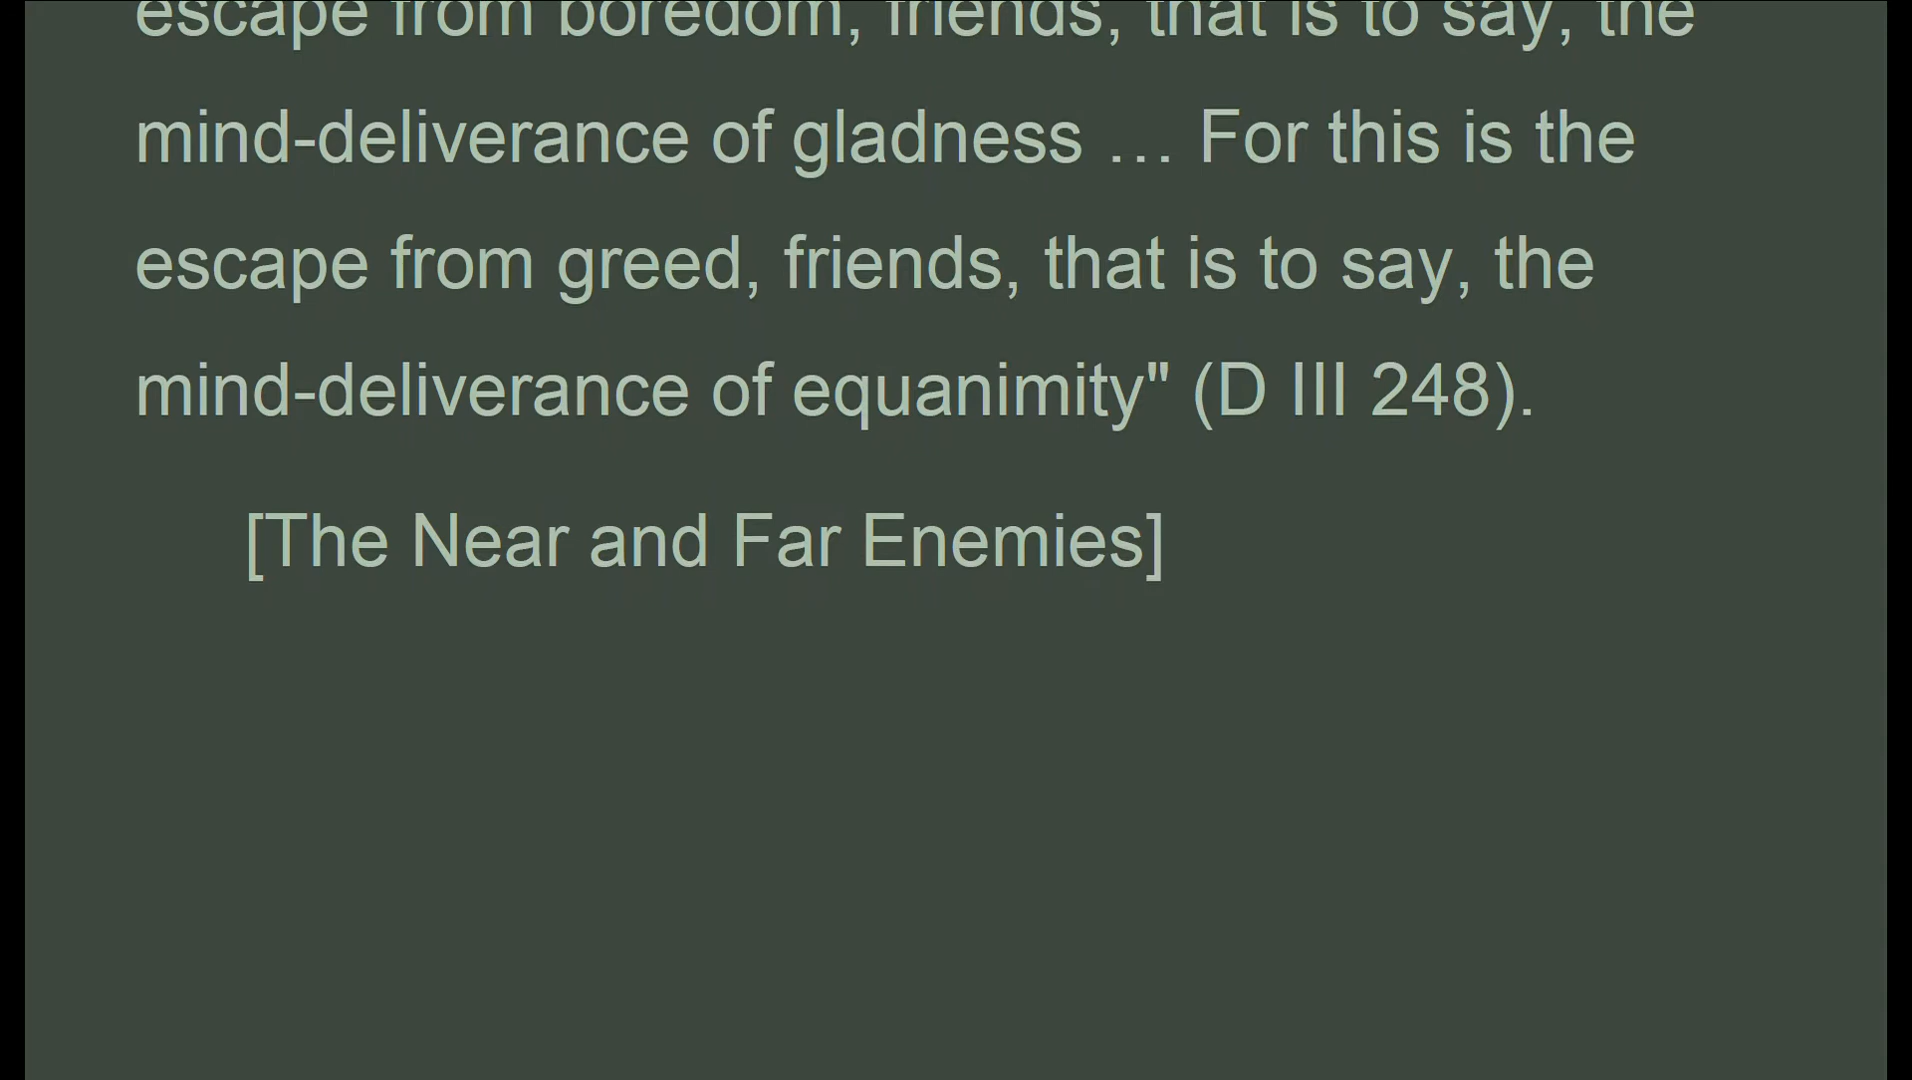 escape from boredom, friends, that is to say, the
mind-deliverance of gladness … For this is the
escape from greed, friends, that is to say, the
mind-deliverance of equanimity" (D III 248).
[The Near and Far Enemies]